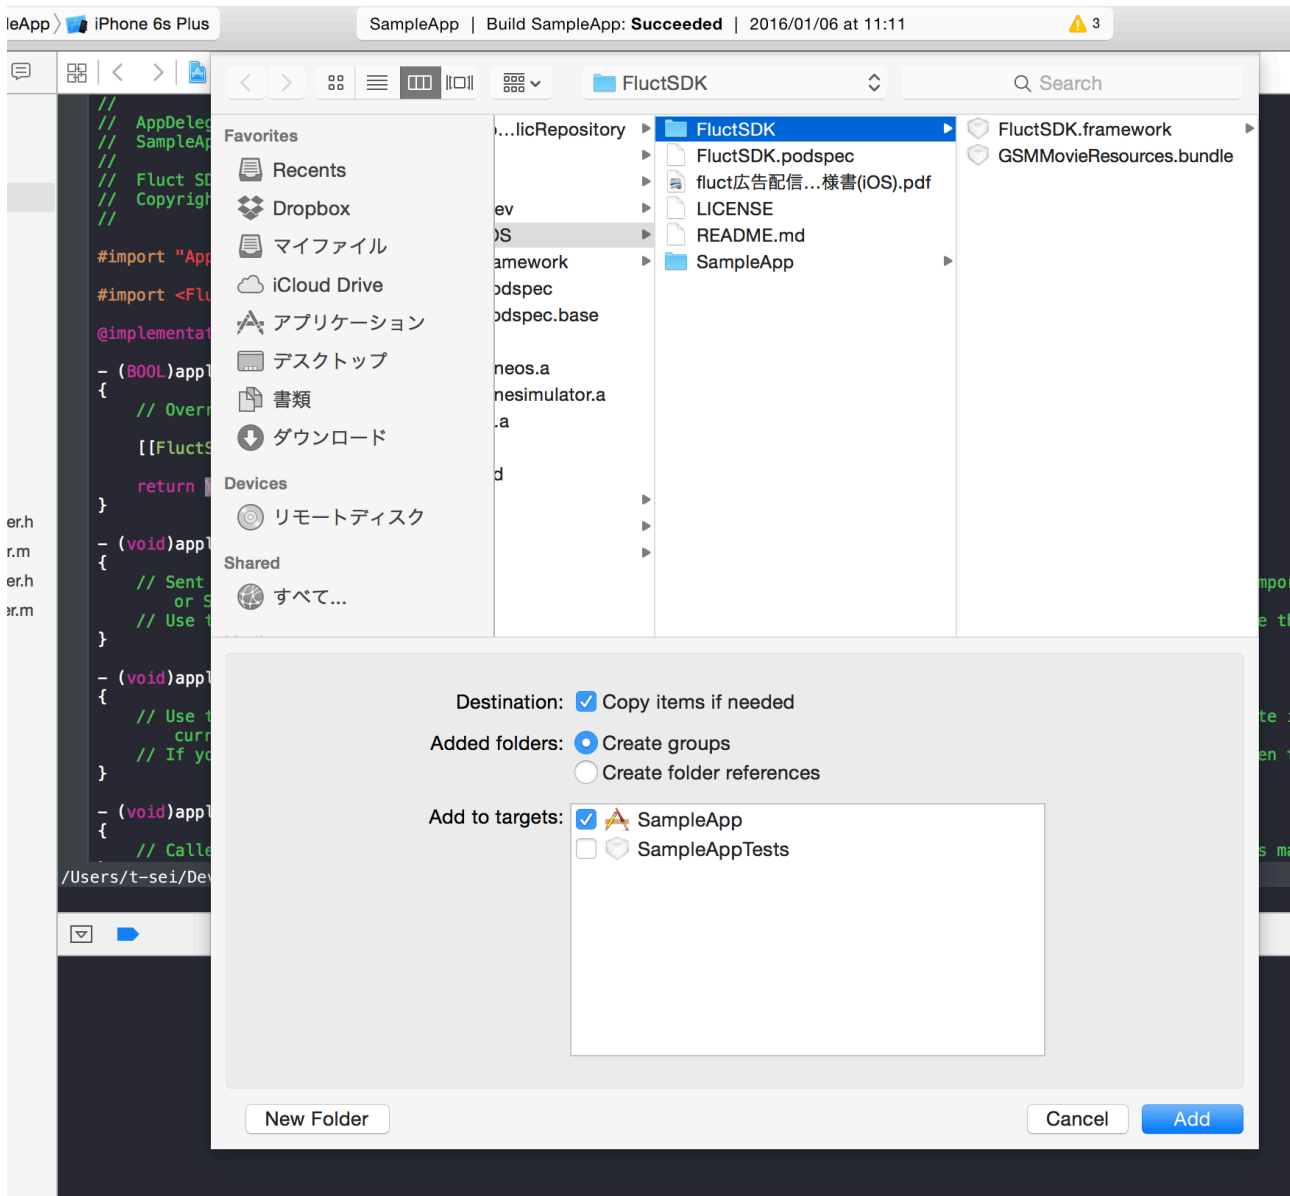 leApp 〉 iPhone 6s Plus
SampleApp | Build SampleApp: Succeeded | 2016/01/06 at 11:11
3
FluctSDK
Search
//
// AppDeleg
// SampleAp
//
// Fluct SD
// Copyrigh
//
#import "App
#import <Flu
@implementat
- (BOOL)appl
{
// Overr
[[FluctS
return
}
- (void)appl
{
// Sent
or S
// Use t
}
- (void)appl
{
// Use t
curr
// If yo
}
- (void)appl
{
// Calle
/Users/t-sei/Dev
er.h
r.m
er.h
er.m
Favorites
Recents
Dropbox
マイファイル
iCloud Drive
アプリケーション
デスクトップ
書類
ダウンロード
Devices
リモートディスク
Shared
すべて...
...licRepository
ev
OS
amework
odspec
odspec.base
neos.a
nesimulator.a
.a
d
FluctSDK
FluctSDK.podspec
fluct広告配信...様書(iOS).pdf
LICENSE
README.md
SampleApp
FluctSDK.framework
GSMMovieResources.bundle
mpor
e th
te i
en t
s ma
Destination: Copy items if needed
Added folders: Create groups
Create folder references
Add to targets: SampleApp
SampleAppTests
New Folder
Cancel
Add